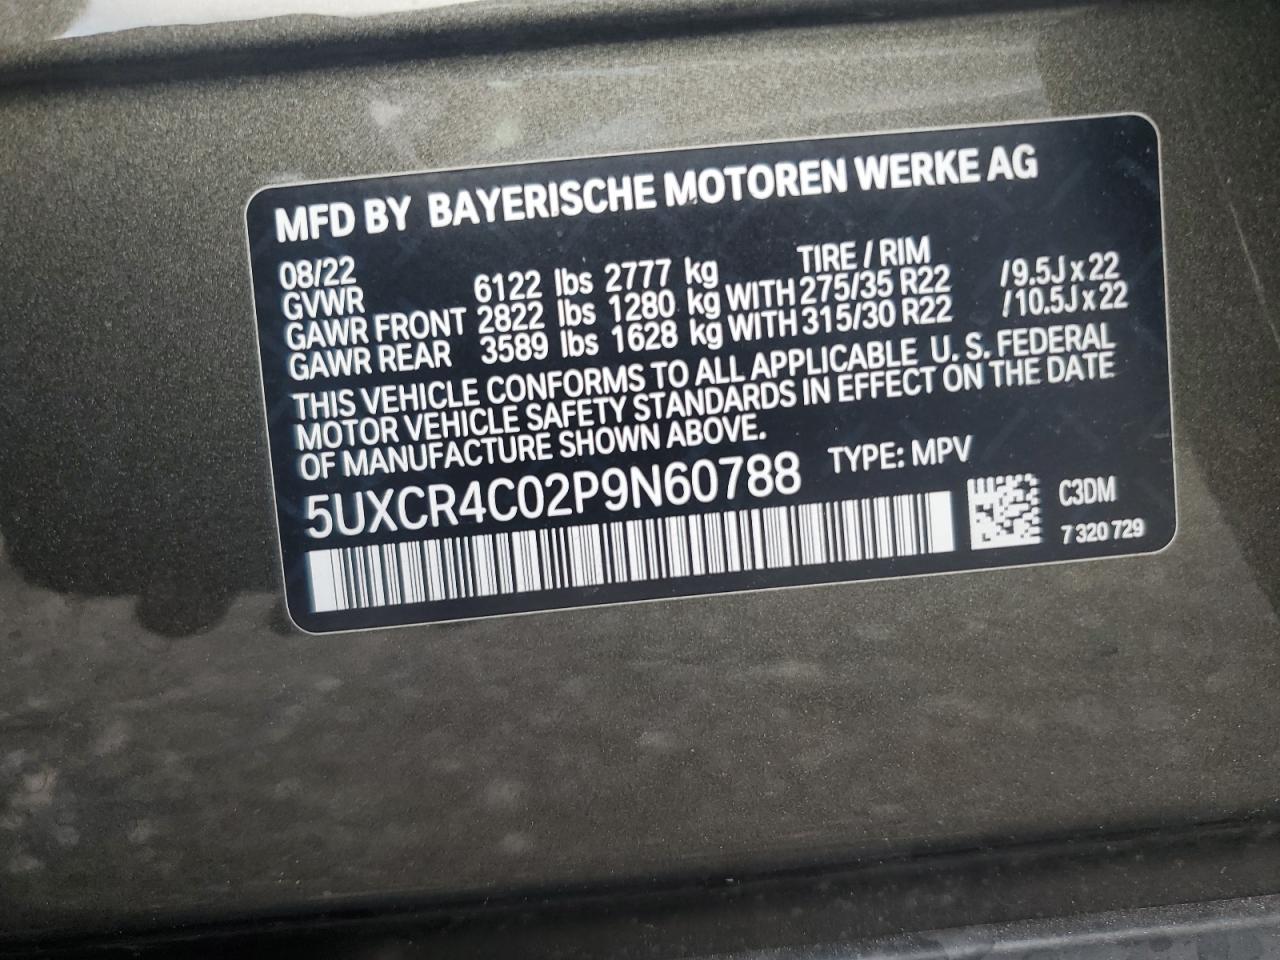 MFD BY BAYERISCHE MOTOREN WERKE AG
08/22 TIRE / RIM
GVWR 6122 lbs 2777 kg
GAWR FRONT 2822 lbs 1280 kg WITH 275/35 R22 /9.5J x 22
GAWR REAR 3589 lbs 1628 kg WITH 315/30 R22 /10.5J x 22
THIS VEHICLE CONFORMS TO ALL APPLICABLE U. S. FEDERAL
MOTOR VEHICLE SAFETY STANDARDS IN EFFECT ON THE DATE
OF MANUFACTURE SHOWN ABOVE.
5UXCR4C02P9N60788 TYPE: MPV
C3DM
7 320 729